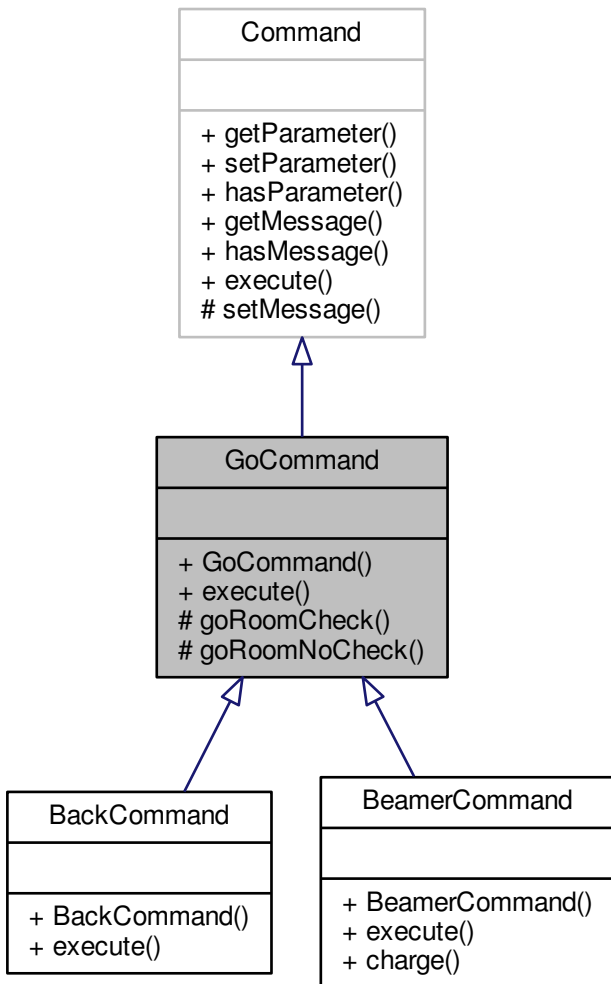 Command
+ getParameter()
+ setParameter()
+ hasParameter()
+ getMessage()
+ hasMessage()
+ execute()
# setMessage()
GoCommand
+ GoCommand()
+ execute()
# goRoomCheck()
# goRoomNoCheck()
BackCommand
+ BackCommand()
+ execute()
BeamerCommand
+ BeamerCommand()
+ execute()
+ charge()